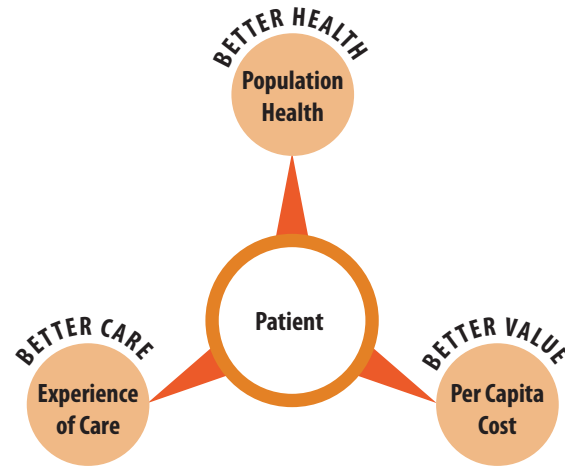 BETTER HEALTH
Population
Health
Patient
BETTER CARE
Experience
of Care
BETTER VALUE
Per Capita
Cost